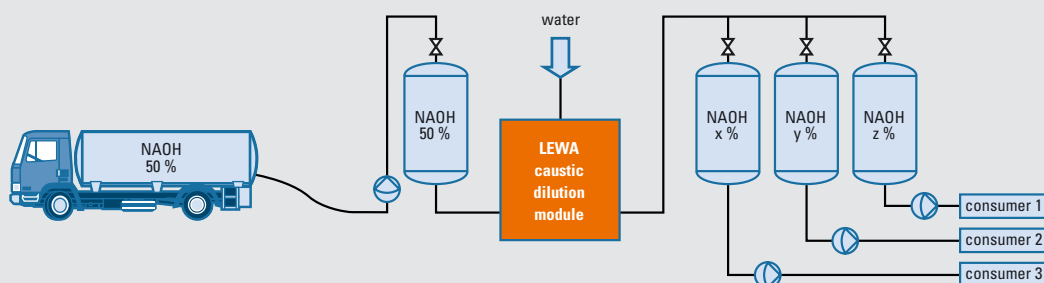 NAOH
50 %
NAOH
50 %
water
LEWA
caustic
dilution
module
NAOH
x %
NAOH
y %
NAOH
z %
consumer 1
consumer 2
consumer 3